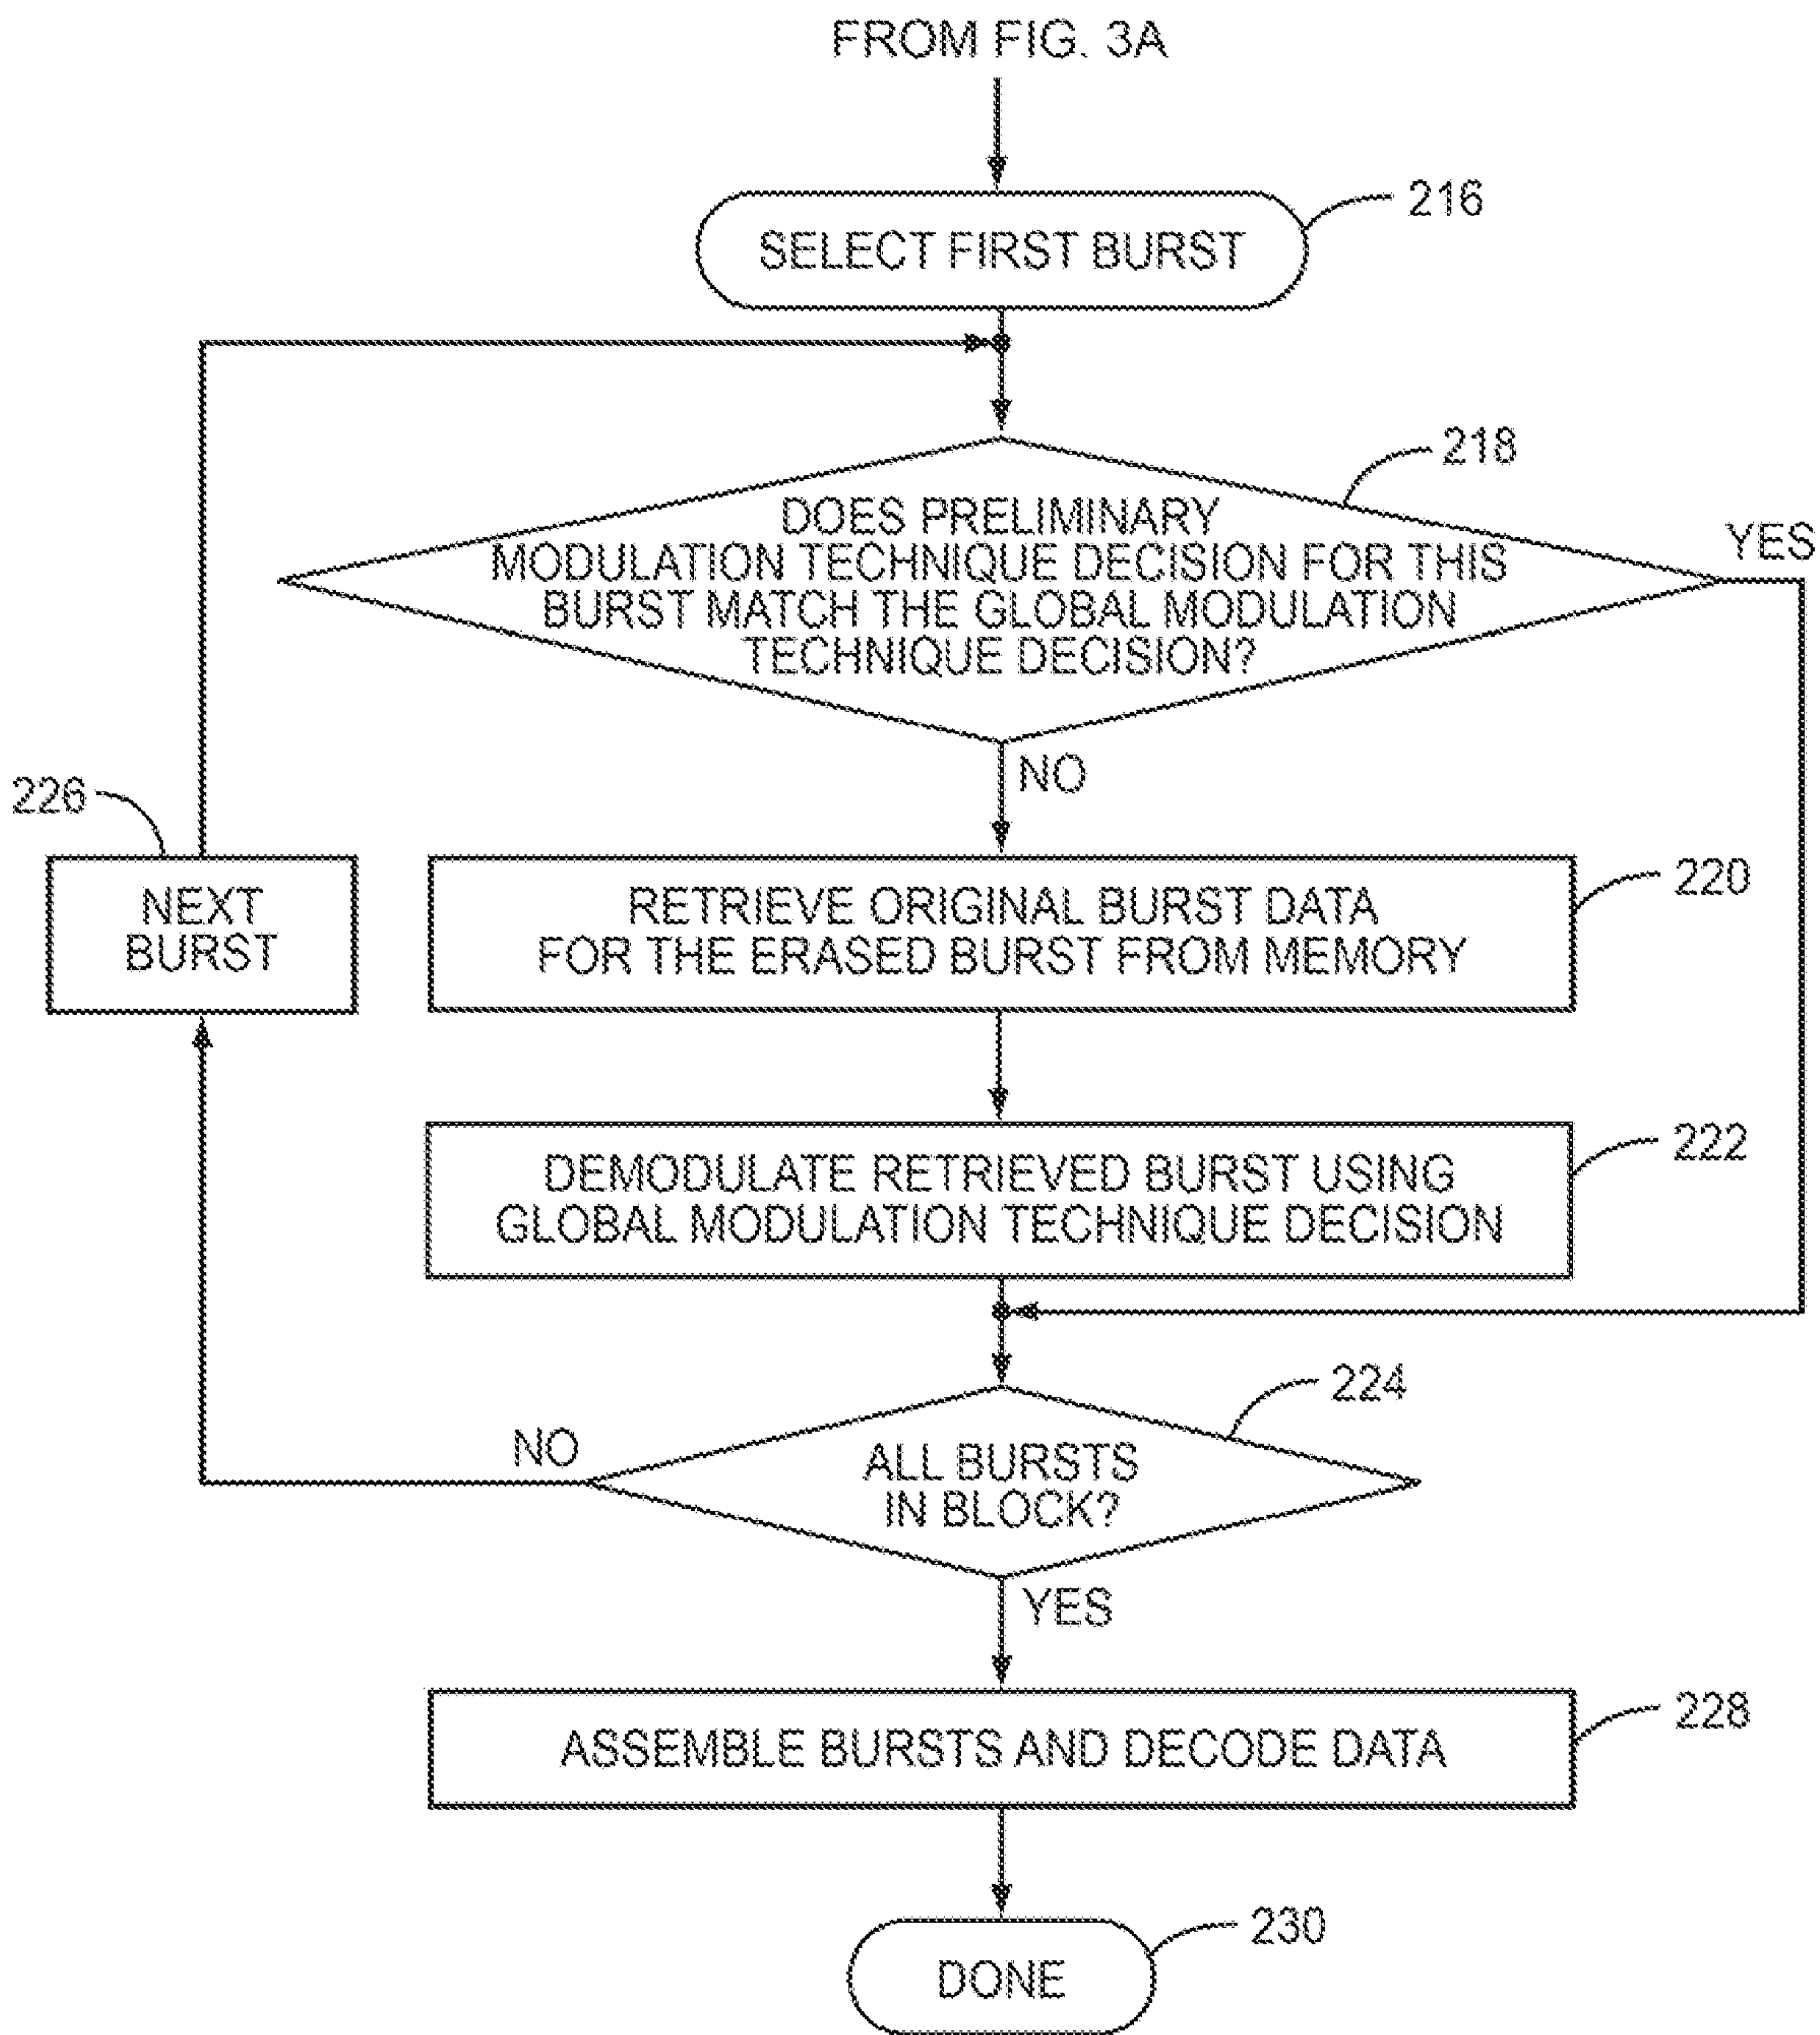 FROM FIG. 3A
216
SELECT FIRST BURST
218
DOES PRELIMINARY
MODULATION TECHNIQUE DECISION FOR THIS
BURST MATCH THE GLOBAL MODULATION
TECHNIQUE DECISION?
YES
NO
226
NEXT
BURST
220
RETRIEVE ORIGINAL BURST DATA
FOR THE ERASED BURST FROM MEMORY
222
DEMODULATE RETRIEVED BURST USING
GLOBAL MODULATION TECHNIQUE DECISION
224
NO
ALL BURSTS
IN BLOCK?
YES
228
ASSEMBLE BURSTS AND DECODE DATA
230
DONE